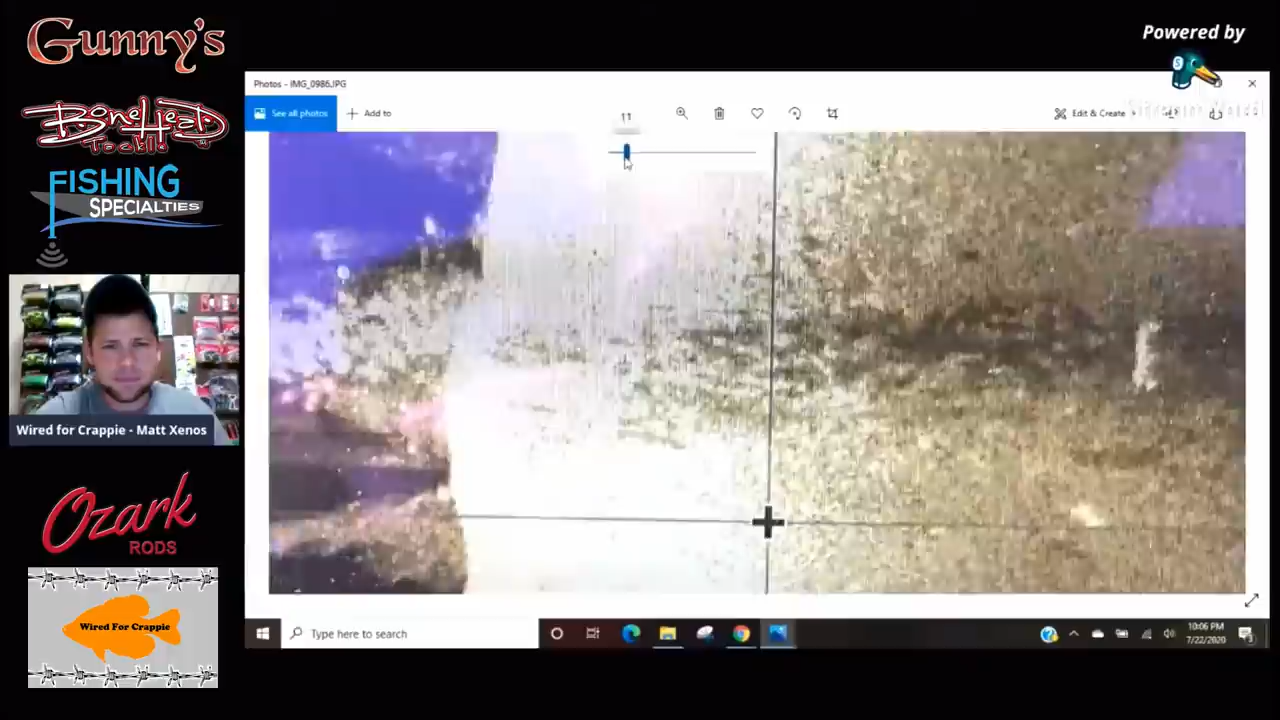 Gunny's
BoneHead
Tackle
FISHING
SPECIALTIES
Wired for Crappie - Matt Xenos
Ozark
RODS
Wired For Crappie
Powered by
Photos - IMG_0986.JPG
See all photos
Add to
11
Edit & Create
Type here to search
10:06 PM
7/22/2020